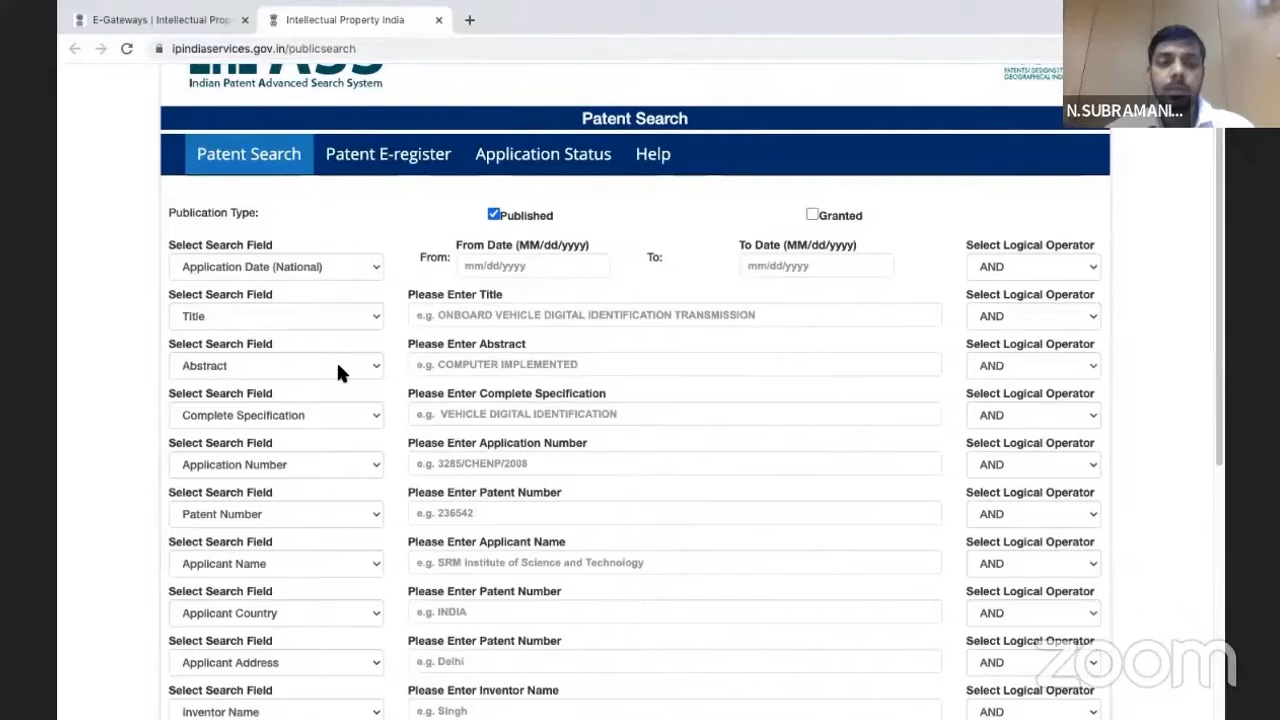 E-Gateways | Intellectual Prop
Intellectual Property India
ipindiaservices.gov.in/publicsearch
Indian Patent Advanced Search System
PATENTS | DESIGNS |
GEOGRAPHICAL IND
N.SUBRAMANI...
Patent Search
Patent Search Patent E-register Application Status Help
Publication Type: Published Granted
Select Search Field From Date (MM/dd/yyyy) To Date (MM/dd/yyyy) Select Logical Operator
Application Date (National) From: mm/dd/yyyy To: mm/dd/yyyy AND
Select Search Field Please Enter Title Select Logical Operator
Title e.g. ONBOARD VEHICLE DIGITAL IDENTIFICATION TRANSMISSION AND
Select Search Field Please Enter Abstract Select Logical Operator
Abstract e.g. COMPUTER IMPLEMENTED AND
Select Search Field Please Enter Complete Specification Select Logical Operator
Complete Specification e.g. VEHICLE DIGITAL IDENTIFICATION AND
Select Search Field Please Enter Application Number Select Logical Operator
Application Number e.g. 3285/CHENP/2008 AND
Select Search Field Please Enter Patent Number Select Logical Operator
Patent Number e.g. 236542 AND
Select Search Field Please Enter Applicant Name Select Logical Operator
Applicant Name e.g. SRM Institute of Science and Technology AND
Select Search Field Please Enter Patent Number Select Logical Operator
Applicant Country e.g. INDIA AND
Select Search Field Please Enter Patent Number Select Logical Operator
Applicant Address e.g. Delhi AND
Select Search Field Please Enter Inventor Name Select Logical Operator
Inventor Name e.g. Singh AND
zoom